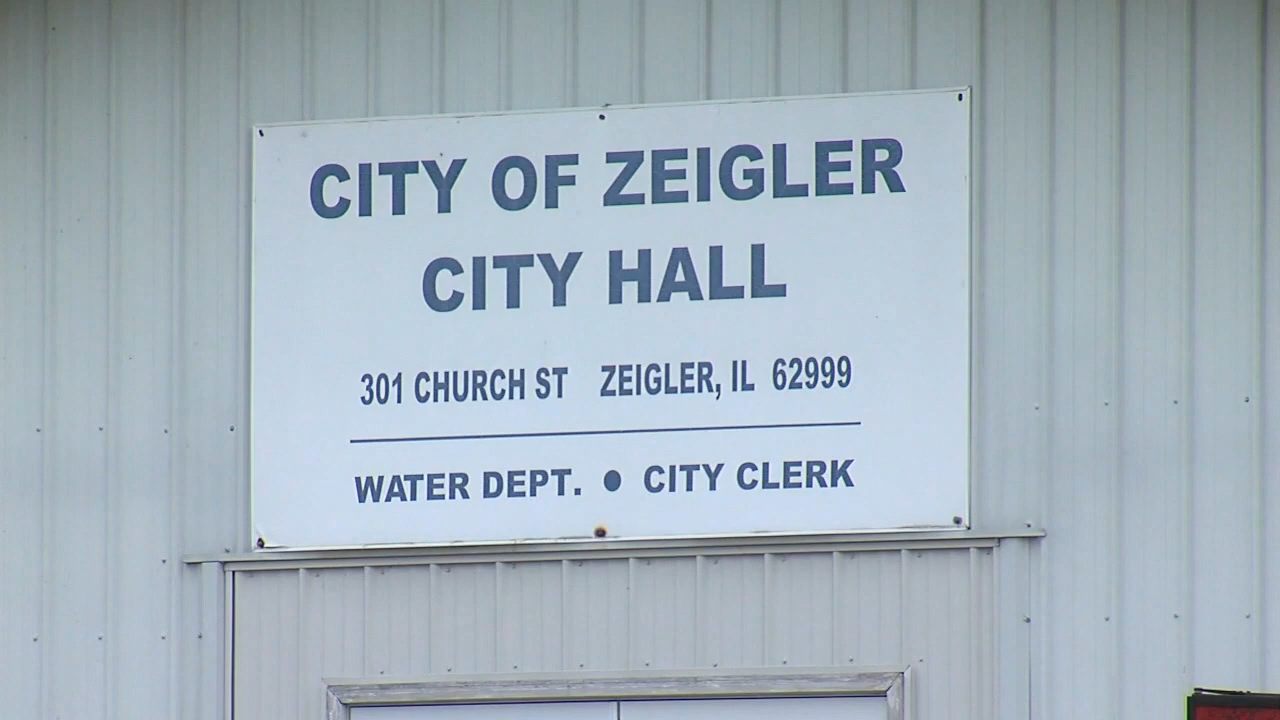 CITY OF ZEIGLER
CITY HALL
301 CHURCH ST ZEIGLER, IL 62999
WATER DEPT. ● CITY CLERK